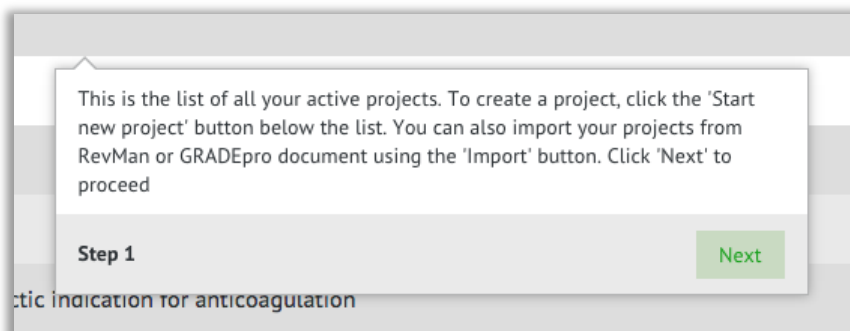 This is the list of all your active projects. To create a project, click the 'Start
new project' button below the list. You can also import your projects from
RevMan or GRADEpro document using the 'Import' button. Click 'Next' to
proceed
Step 1
Next
indication for anticoagulation